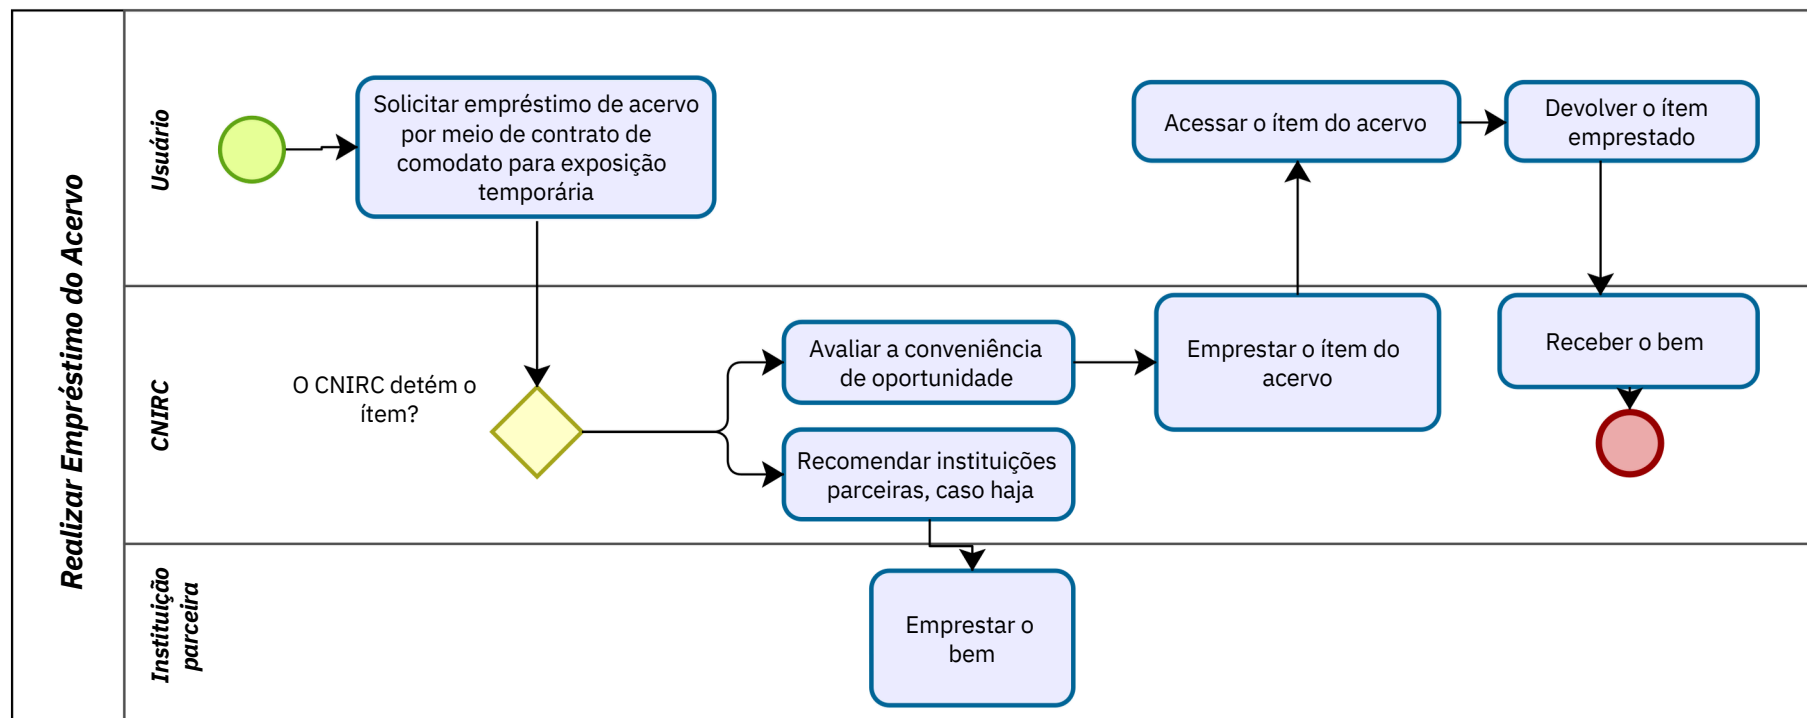 Realizar Empréstimo do Acervo
Usuário
Solicitar empréstimo de acervo
por meio de contrato de
comodato para exposição
temporária
Acessar o ítem do acervo
Devolver o ítem
emprestado
CNIRC
O CNIRC detém o
ítem?
Avaliar a conveniência
de oportunidade
Recomendar instituições
parceiras, caso haja
Emprestar o ítem do
acervo
Receber o bem
Instituição
parceira
Emprestar o
bem